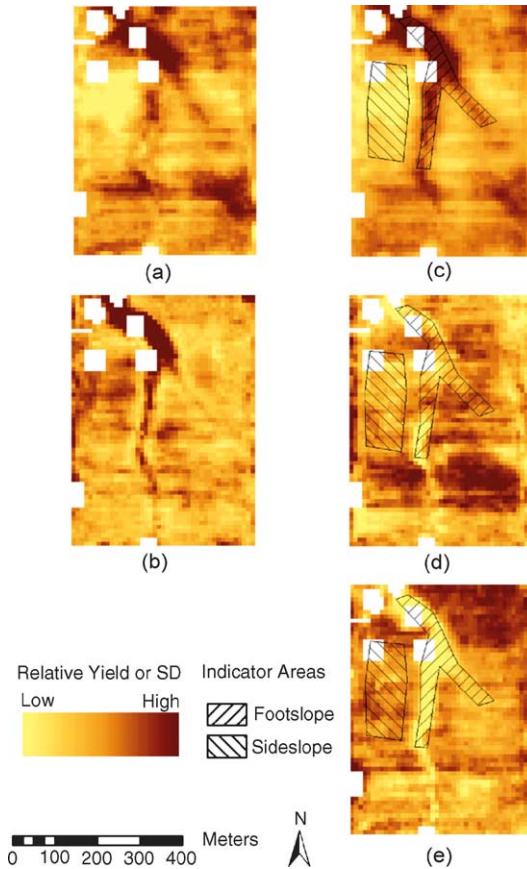 (a)
(c)
(b)
(d)
Relative Yield or SD
Indicator Areas
Low
High
Footslope
Sideslope
N
Meters
0
100
200
300
400
(e)